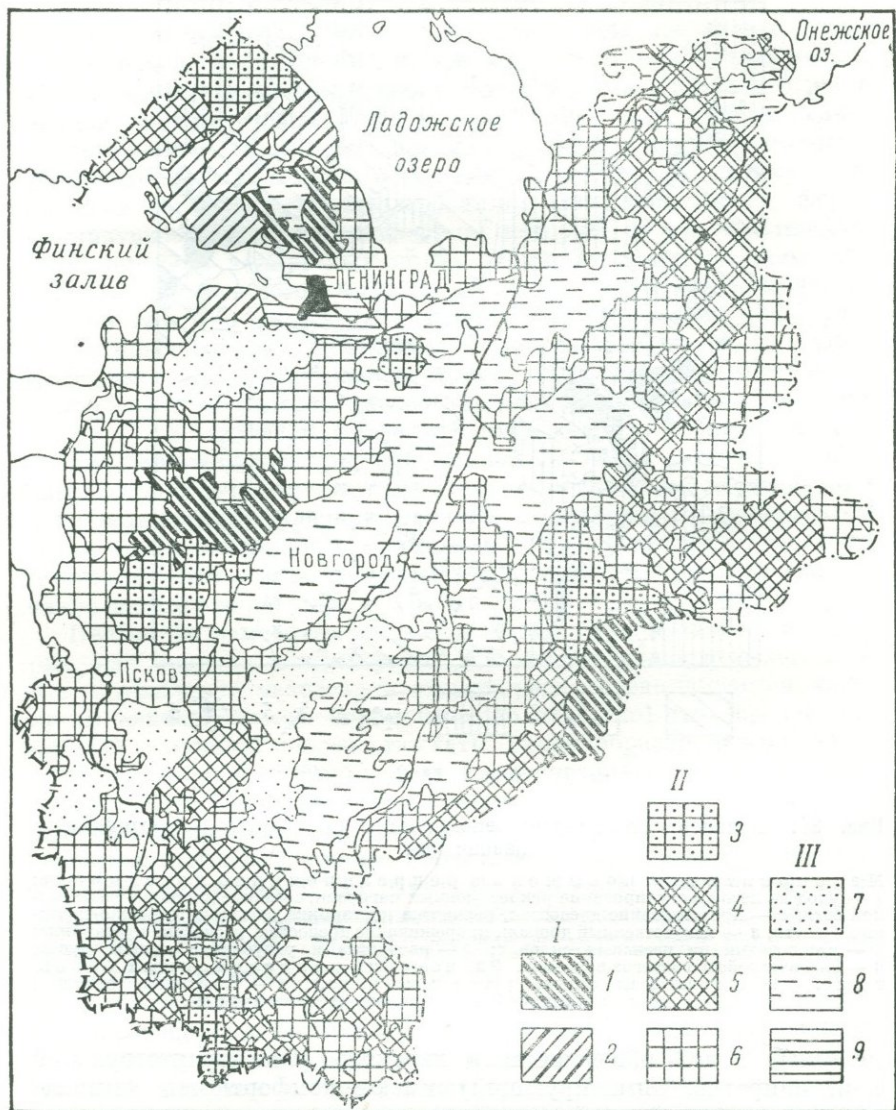 Онежское
оз.
Ладожское
озеро
Финский
залив
ЛЕНИНГРАД
Новгород
Псков
I
1
2
II
3
4
5
6
III
7
8
9